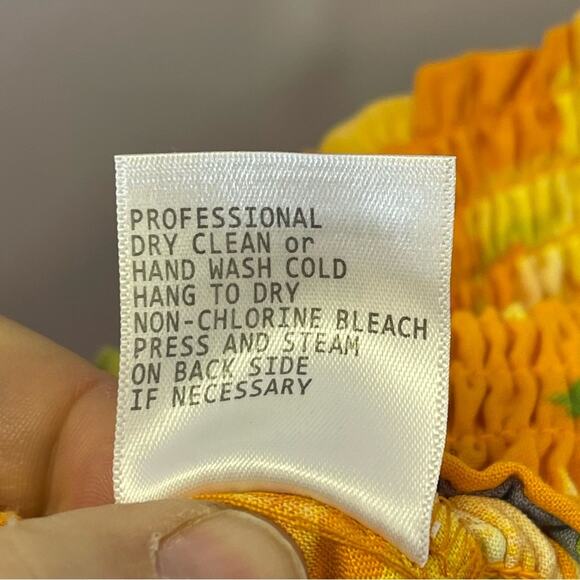 PROFESSIONAL
DRY CLEAN or
HAND WASH COLD
HANG TO DRY
NON-CHLORINE BLEACH
PRESS AND STEAM
ON BACK SIDE
IF NECESSARY